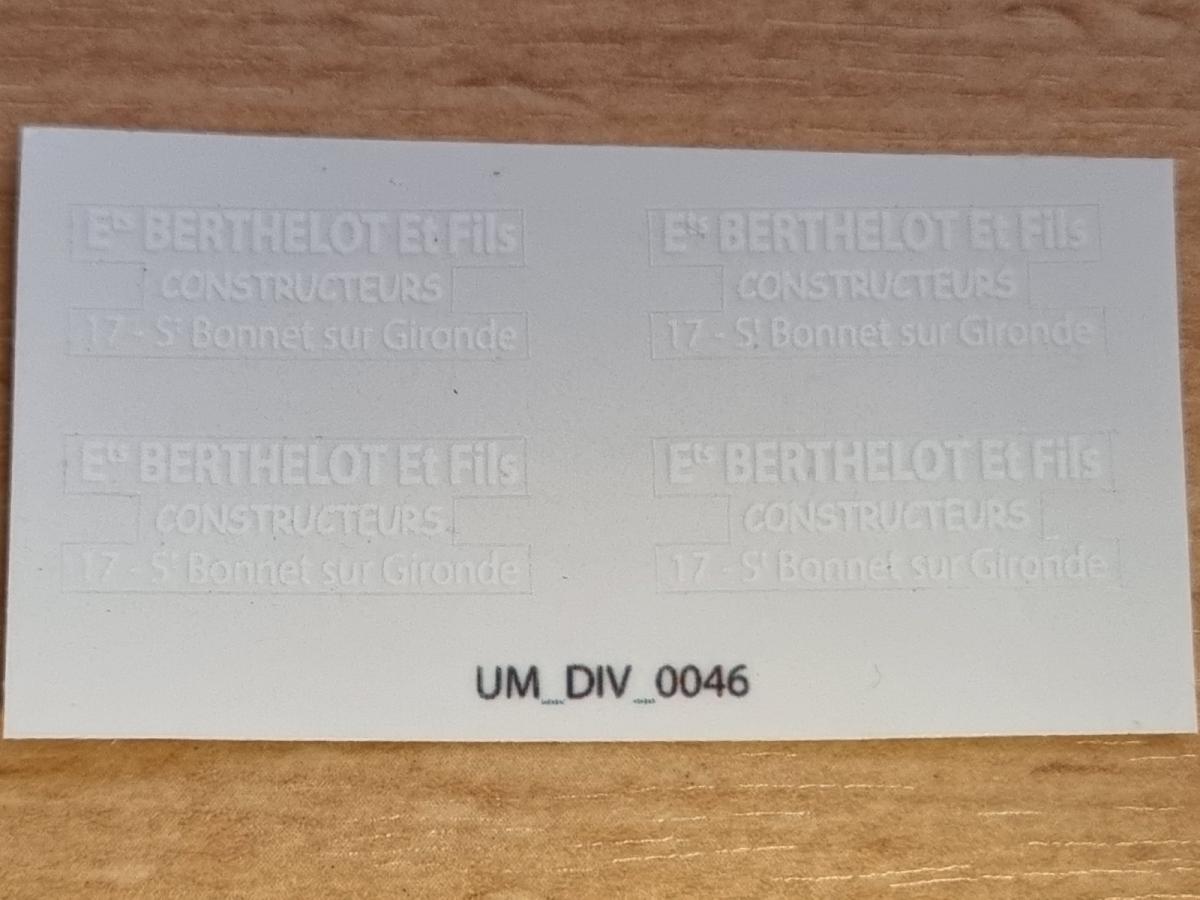 Ets BERTHELOT Et Fils
CONSTRUCTEURS
17 - St Bonnet sur Gironde
Ets BERTHELOT Et Fils
CONSTRUCTEURS
17 - St Bonnet sur Gironde
Ets BERTHELOT Et Fils
CONSTRUCTEURS
17 - St Bonnet sur Gironde
Ets BERTHELOT Et Fils
CONSTRUCTEURS
17 - St Bonnet sur Gironde
UM_DIV_0046